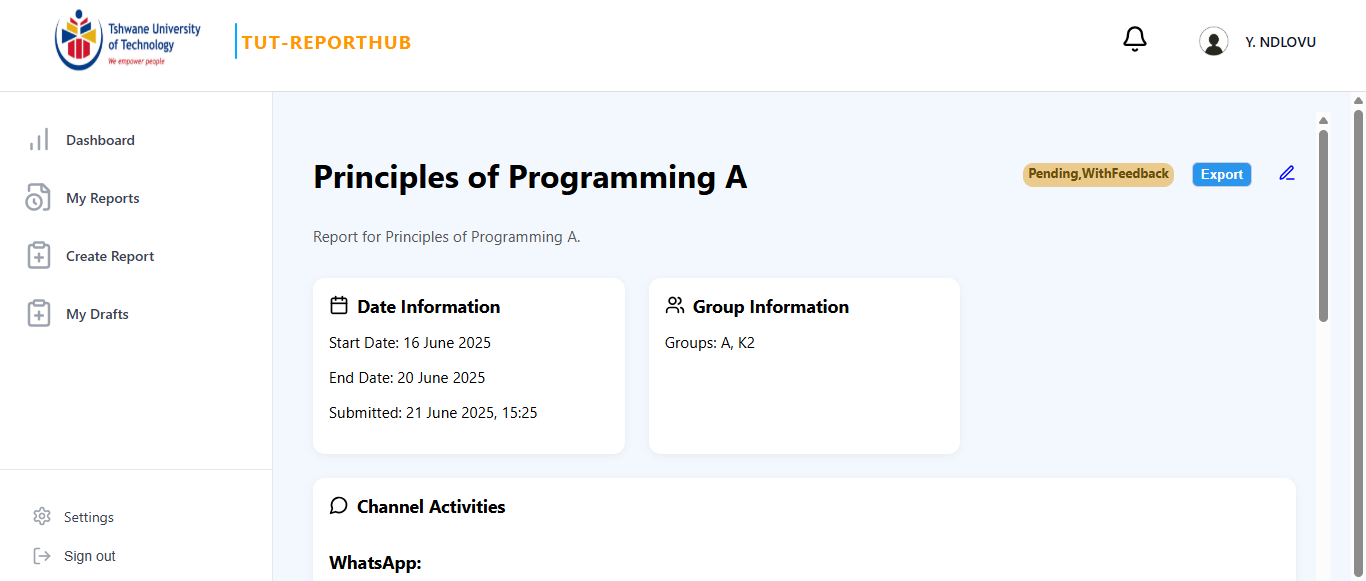 Tshwane University
of Technology
We empower people
TUT-REPORTHUB
Y. NDLOVU
Dashboard
My Reports
Create Report
My Drafts
Settings
Sign out
Principles of Programming A
Pending,WithFeedback
Export
Report for Principles of Programming A.
Date Information
Start Date: 16 June 2025
End Date: 20 June 2025
Submitted: 21 June 2025, 15:25
Group Information
Groups: A, K2
Channel Activities
WhatsApp: